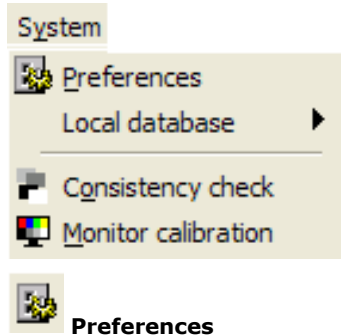 System
Preferences
Local database
Consistency check
Monitor calibration
Preferences